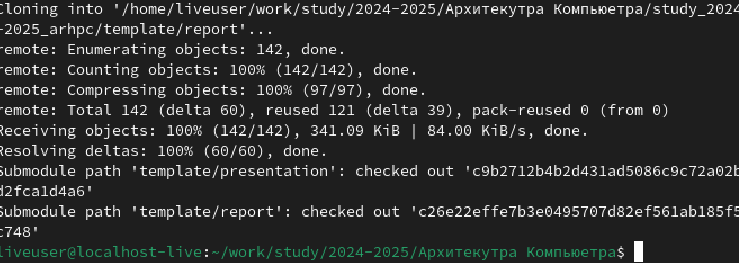 Cloning into '/home/liveuser/work/study/2024-2025/Архитекутра Компьюетра/study_2024
-2025_arhpc/template/report'...
remote: Enumerating objects: 142, done.
remote: Counting objects: 100% (142/142), done.
remote: Compressing objects: 100% (97/97), done.
remote: Total 142 (delta 60), reused 121 (delta 39), pack-reused 0 (from 0)
Receiving objects: 100% (142/142), 341.09 KiB | 84.00 KiB/s, done.
Resolving deltas: 100% (60/60), done.
Submodule path 'template/presentation': checked out 'c9b2712b4b2d431ad5086c9c72a02b
d2fca1d4a6'
Submodule path 'template/report': checked out 'c26e22effe7b3e0495707d82ef561ab185f5
c748'
liveuser@localhost-live:~/work/study/2024-2025/Архитекутра Компьюетра$